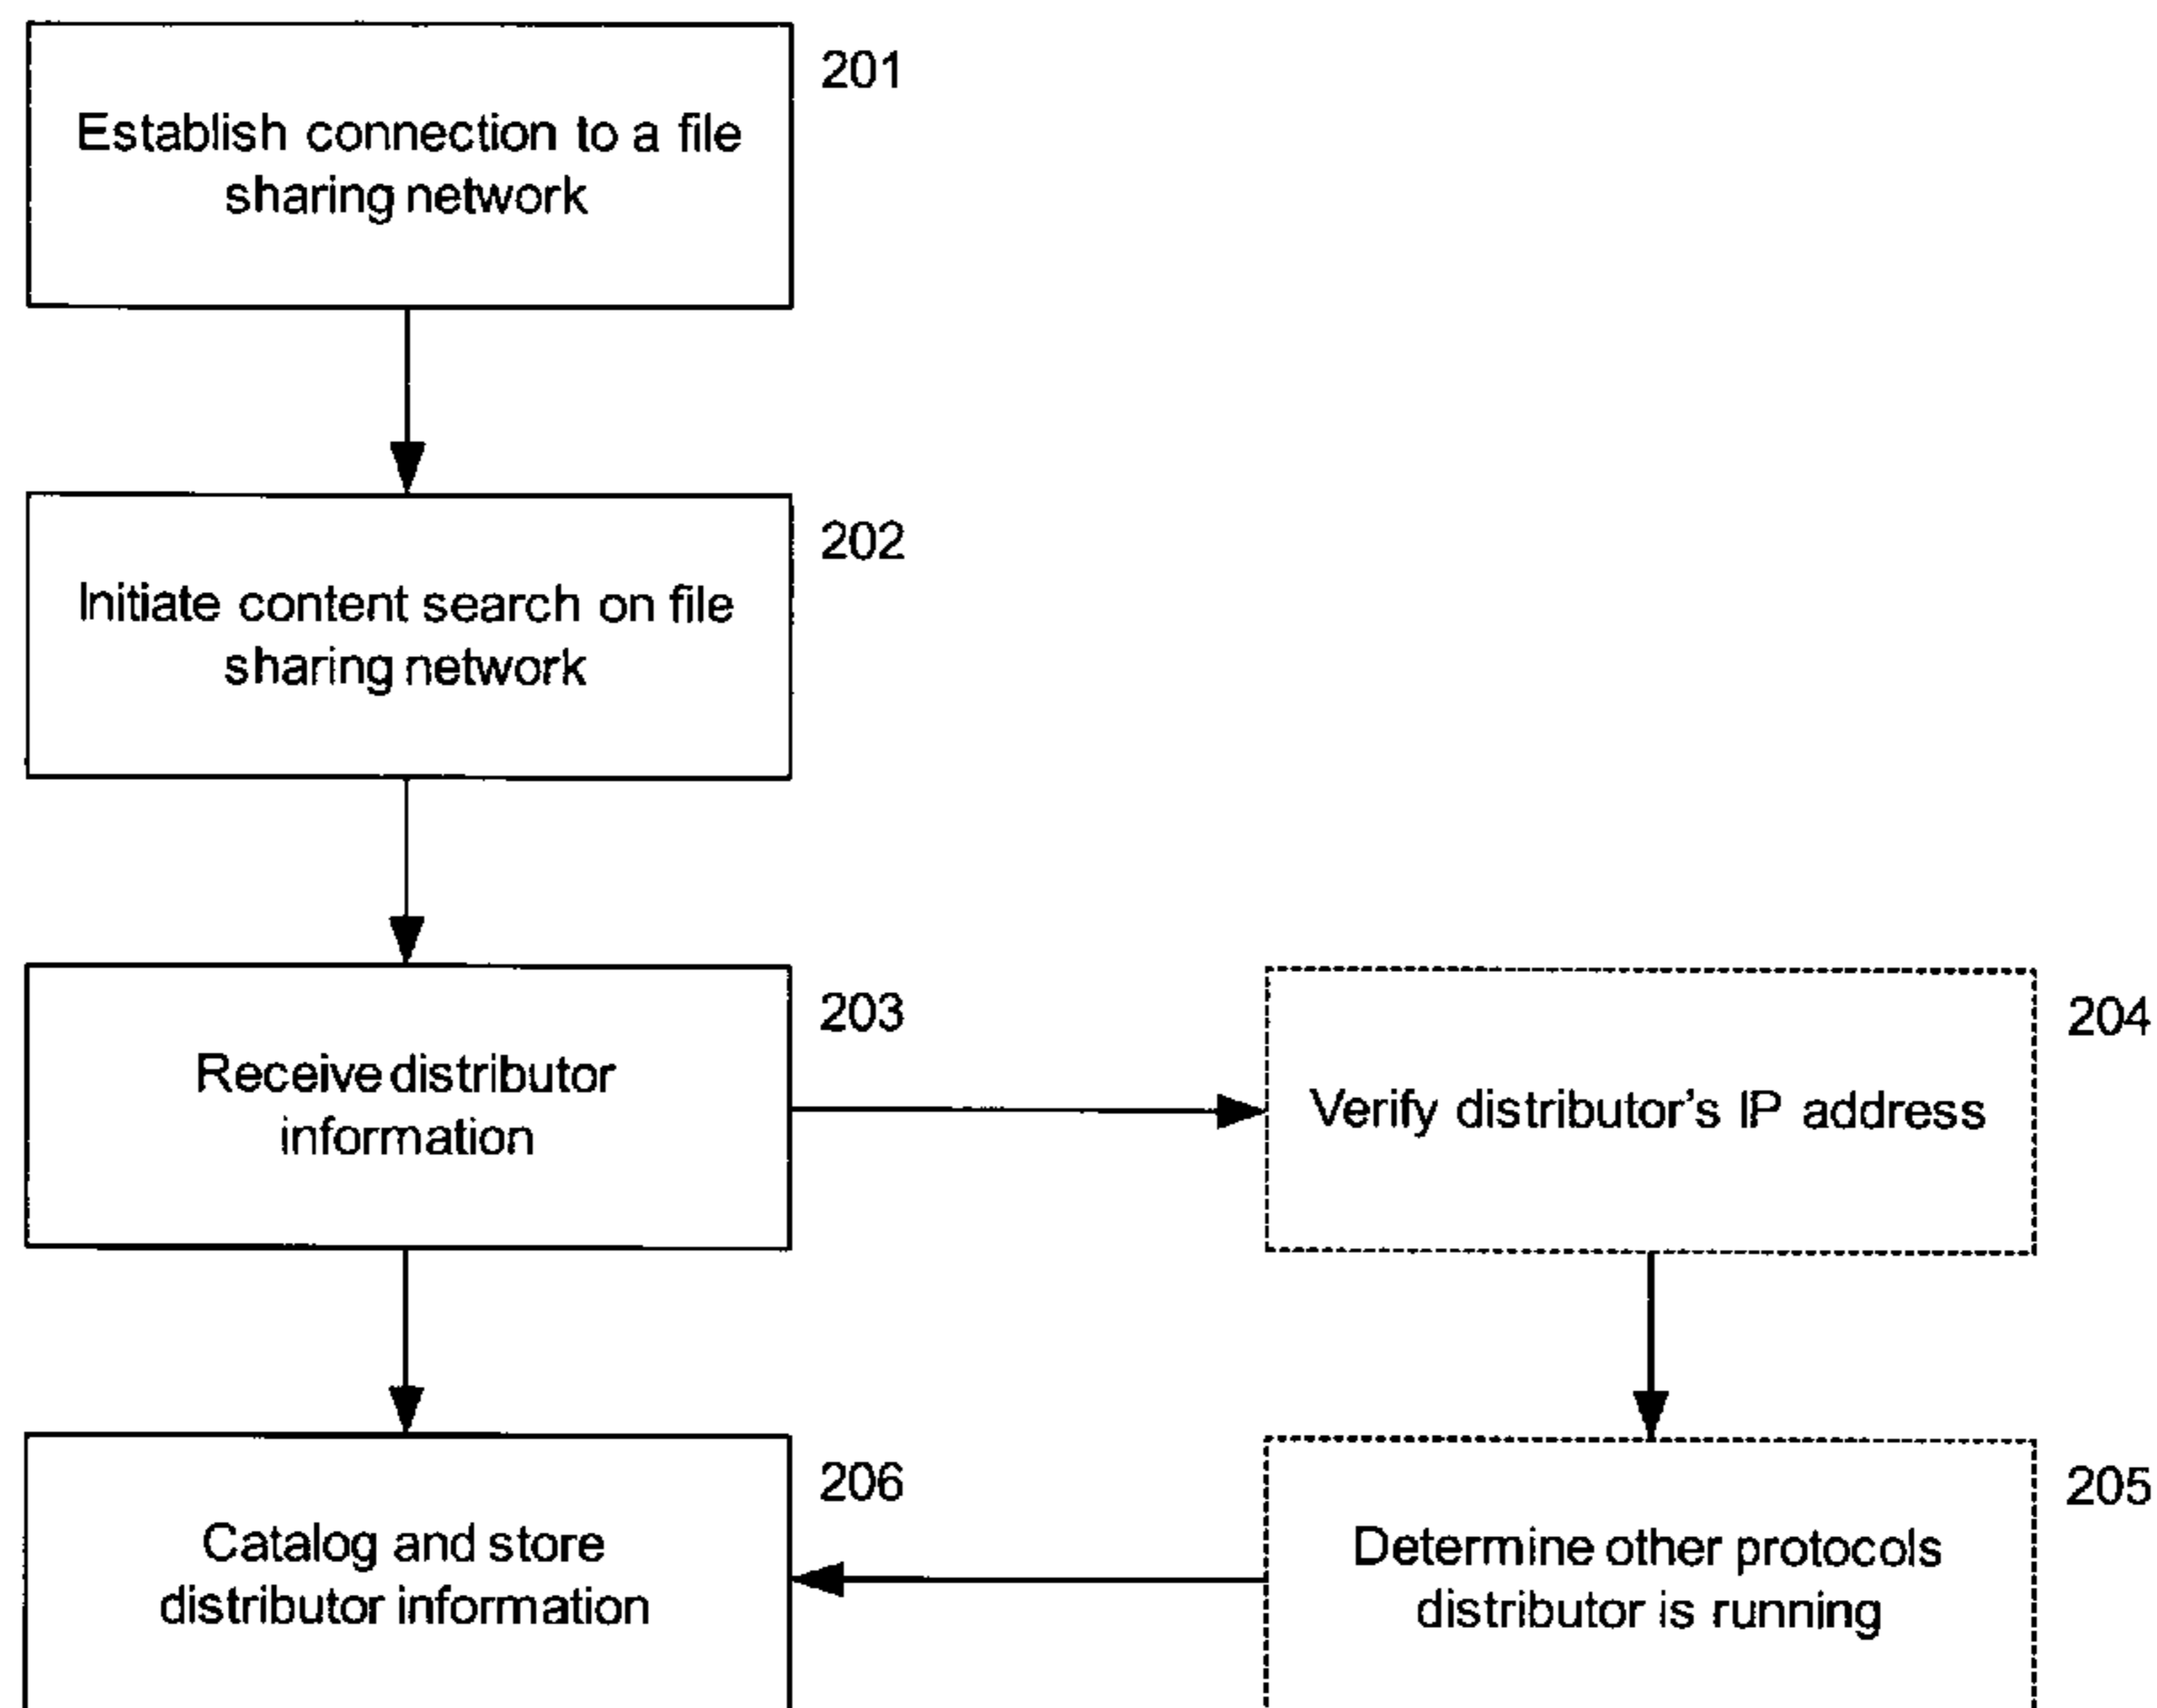 201
Establish connection to a file
sharing network
202
Initiate content search on file
sharing network
203
Receive distributor
information
204
Verify distributor's IP address
206
Catalog and store
distributor information
205
Determine other protocols
distributor is running